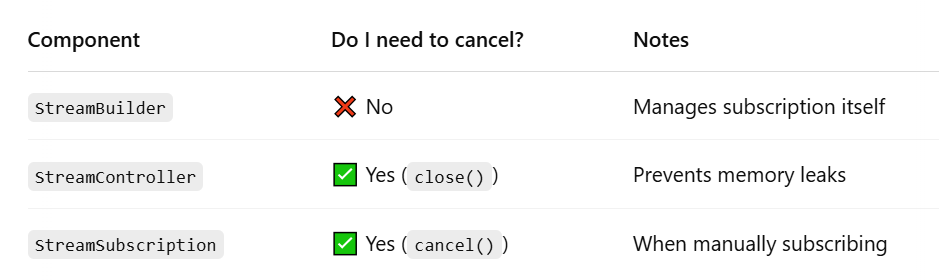 Component Do I need to cancel? Notes
StreamBuilder ❌ No Manages subscription itself
StreamController ✅ Yes (close()) Prevents memory leaks
StreamSubscription ✅ Yes (cancel()) When manually subscribing